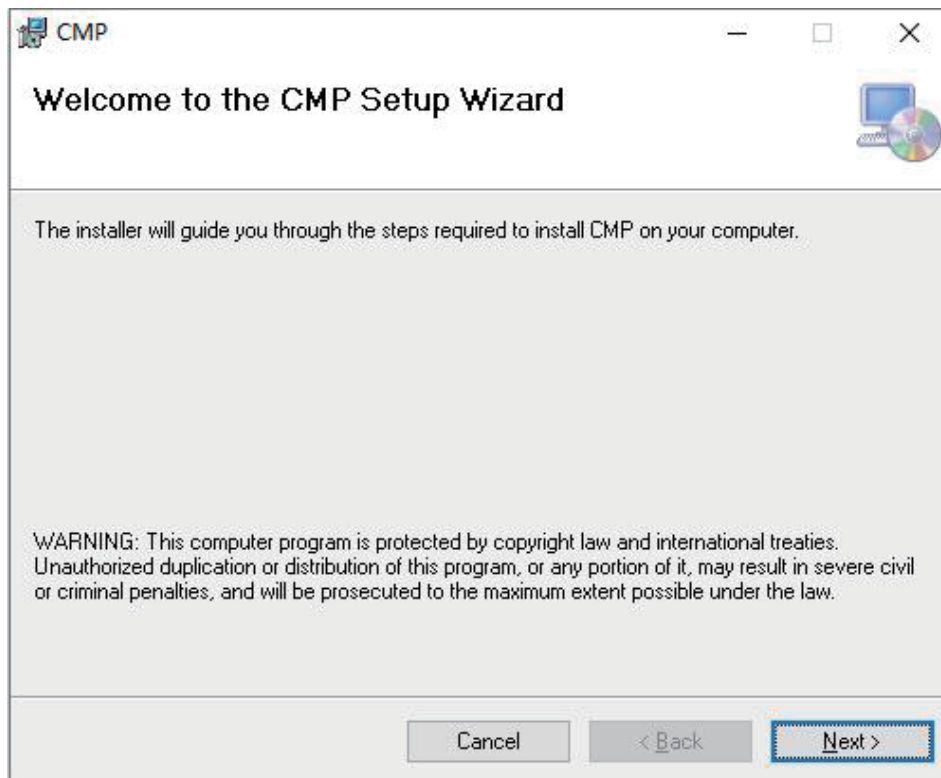 CMP
Welcome to the CMP Setup Wizard
The installer will guide you through the steps required to install CMP on your computer.
WARNING: This computer program is protected by copyright law and international treaties.
Unauthorized duplication or distribution of this program, or any portion of it, may result in severe civil
or criminal penalties, and will be prosecuted to the maximum extent possible under the law.
Cancel < Back Next >